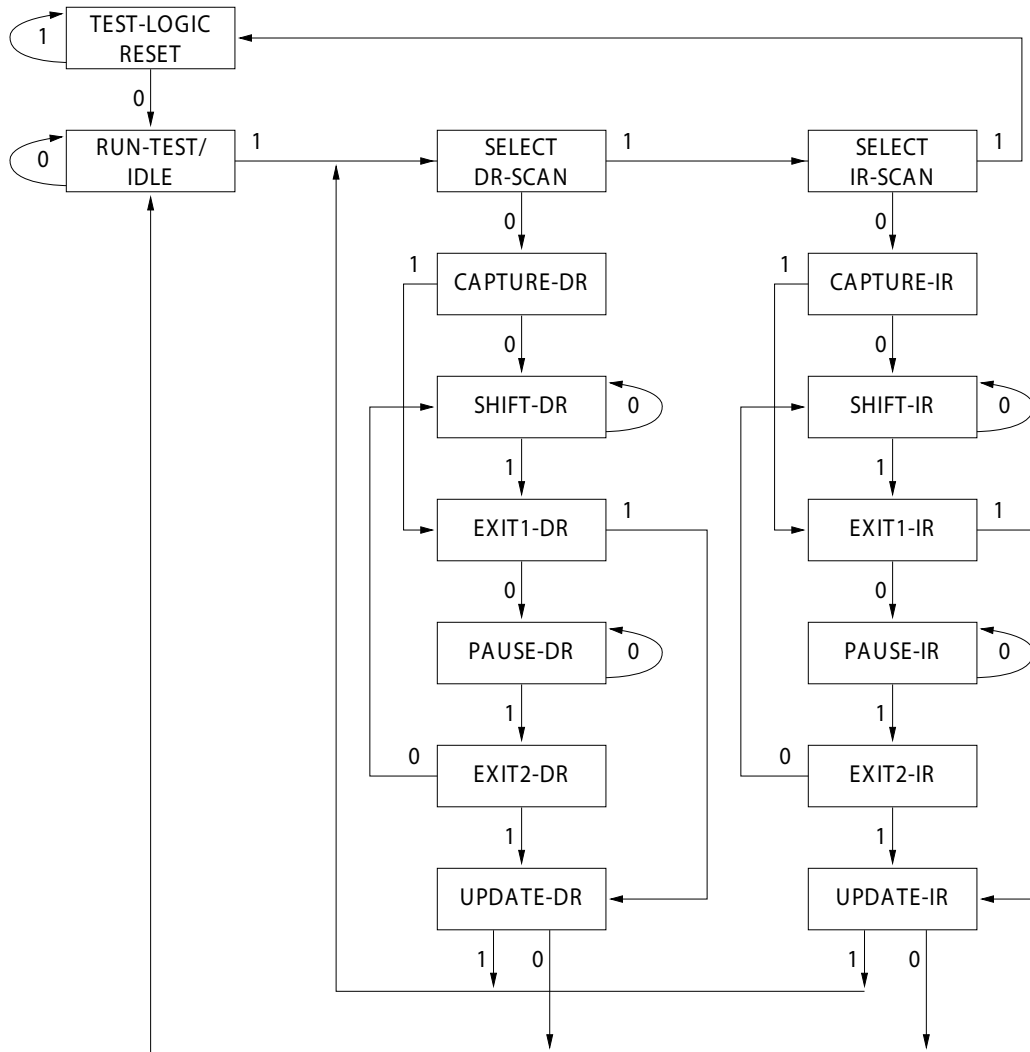 TEST-LOGIC
RESET
1
0
RUN-TEST/
IDLE
0
1
SELECT
DR-SCAN
1
SELECT
IR-SCAN
1
0
0
1
CAPTURE-DR
1
CAPTURE-IR
0
0
SHIFT-DR
0
SHIFT-IR
0
1
1
EXIT1-DR
1
EXIT1-IR
1
0
0
PAUSE-DR
0
PAUSE-IR
0
1
1
0
EXIT2-DR
0
EXIT2-IR
1
1
UPDATE-DR
UPDATE-IR
1
0
1
0